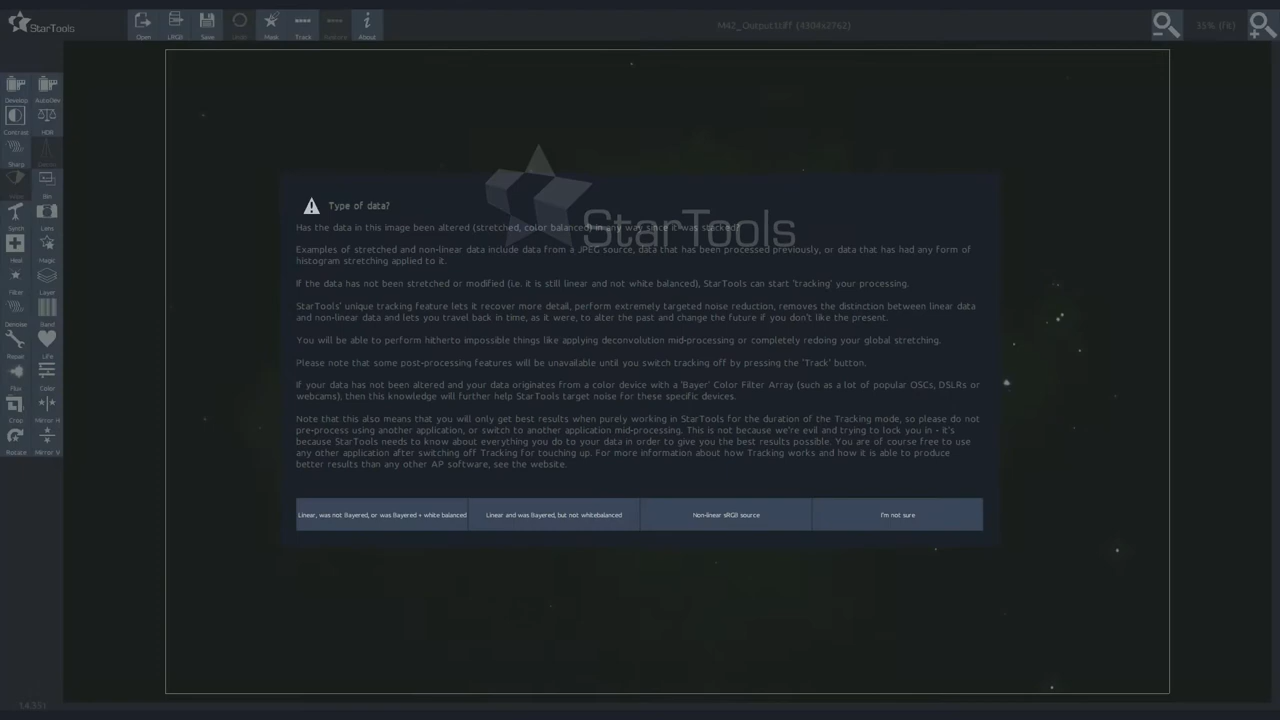 StarTools
Open
LRGB
Save
Undo
Mask
Track
Restore
About
M42_Output1.tiff (4304x2762)
35% (fit)
Develop
AutoDev
Contrast
HDR
Sharp
Decon
Wipe
Bin
Synth
Lens
Heal
Magic
Filter
Layer
Denoise
Band
Repair
Life
Flux
Color
Crop
Mirror H
Rotate
Mirror V
1.4.331
StarTools
Type of data?
Has the data in this image been altered (stretched, color balanced) in any way since it was stacked?
Examples of stretched and non-linear data include data from a JPEG source, data that has been processed previously, or data that has had any form of
histogram stretching applied to it.
If the data has not been stretched or modified (i.e. it is still linear and not white balanced), StarTools can start 'tracking' your processing.
StarTools' unique tracking feature lets it recover more detail, perform extremely targeted noise reduction, removes the distinction between linear data
and non-linear data and lets you travel back in time, as it were, to alter the past and change the future if you don't like the present.
You will be able to perform hitherto impossible things like applying deconvolution mid-processing or completely redoing your global stretching.
Please note that some post-processing features will be unavailable until you switch tracking off by pressing the 'Track' button.
If your data has not been altered and your data originates from a color device with a 'Bayer' Color Filter Array (such as a lot of popular OSCs, DSLRs or
webcams), then this knowledge will further help StarTools target noise for these specific devices.
Note that this also means that you will only get best results when purely working in StarTools for the duration of the Tracking mode, so please do not
pre-process using another application, or switch to another application mid-processing. This is not because we're evil and trying to lock you in - it's
because StarTools needs to know about everything you do to your data in order to give you the best results possible. You are of course free to use
any other application after switching off Tracking for touching up. For more information about how Tracking works and how it is able to produce
better results than any other AP software, see the website.
Linear, was not Bayered, or was Bayered + white balanced
Linear and was Bayered, but not whitebalanced
Non-linear sRGB source
I'm not sure